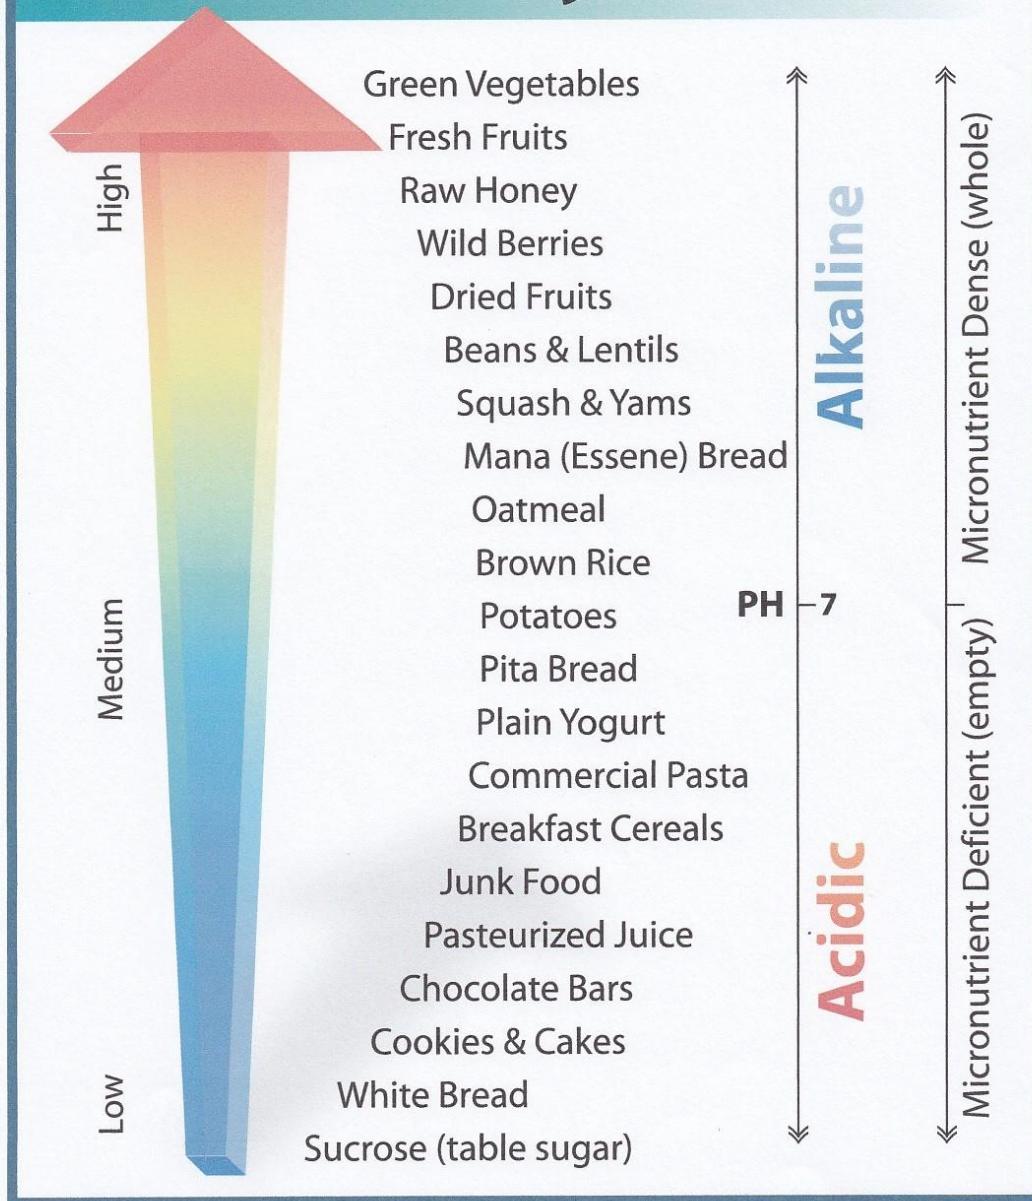 High
Medium
Low
Green Vegetables
Fresh Fruits
Raw Honey
Wild Berries
Dried Fruits
Beans & Lentils
Squash & Yams
Mana (Essene) Bread
Oatmeal
Brown Rice
Potatoes
Pita Bread
Plain Yogurt
Commercial Pasta
Breakfast Cereals
Junk Food
Pasteurized Juice
Chocolate Bars
Cookies & Cakes
White Bread
Sucrose (table sugar)
PH 7
Alkaline
Acidic
Micronutrient Dense (whole)
Micronutrient Deficient (empty)